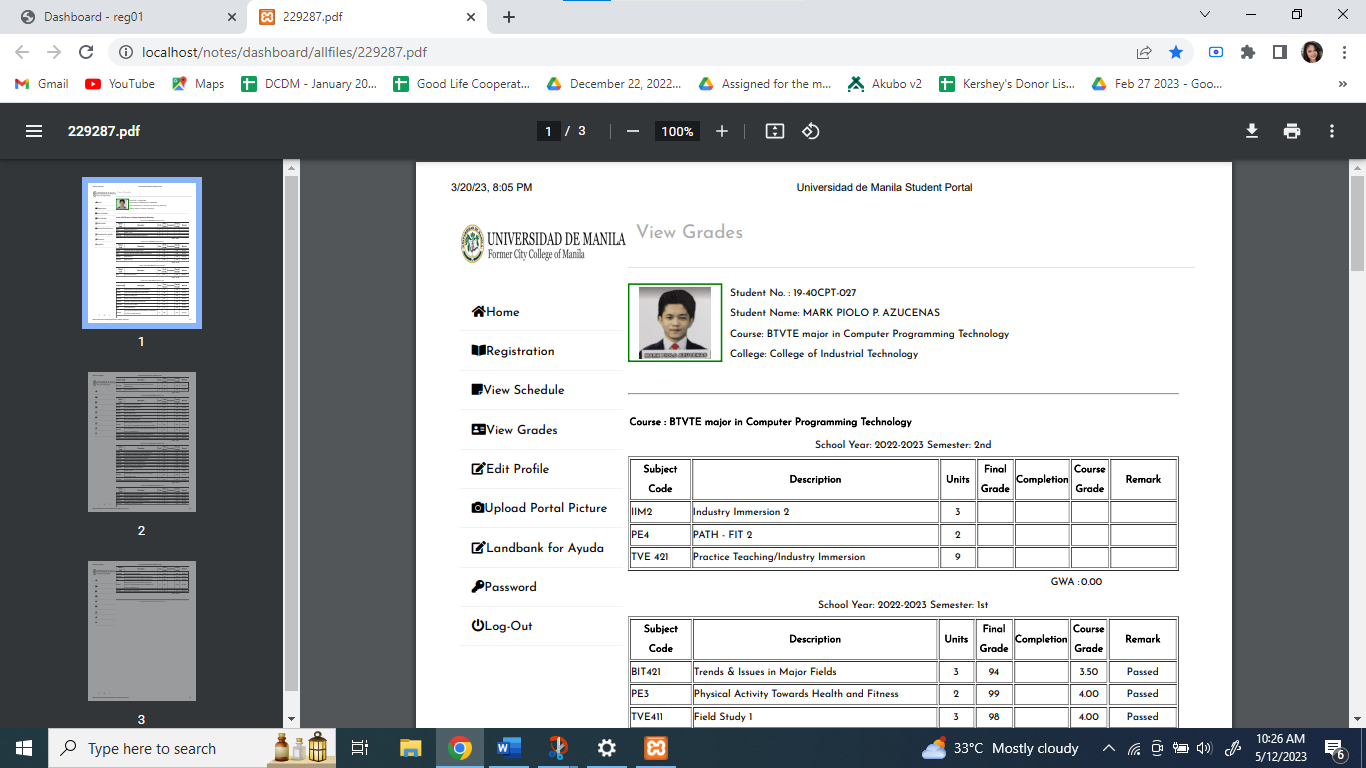 Dashboard - reg01
229287.pdf
localhost/notes/dashboard/allfiles/229287.pdf
Gmail
YouTube
Maps
DCDM - January 20...
Good Life Cooperat...
December 22, 2022...
Assigned for the m...
Akubo v2
Kershey's Donor Lis...
Feb 27 2023 - Goo...
»
229287.pdf
1 / 3
100%
1
2
3
3/20/23, 8:05 PM
Universidad de Manila Student Portal
UNIVERSIDAD DE MANILA
Former City College of Manila
View Grades
Home
Registration
View Schedule
View Grades
Edit Profile
Upload Portal Picture
Landbank for Ayuda
Password
Log-Out
MARK PIOLO AZUCENAS
Student No. : 19-40CPT-027
Student Name: MARK PIOLO P. AZUCENAS
Course: BTVTE major in Computer Programming Technology
College: College of Industrial Technology
Course : BTVTE major in Computer Programming Technology
School Year: 2022-2023 Semester: 2nd
Subject Code Description Units Final Grade Completion Course Grade Remark
IIM2 Industry Immersion 2 3
PE4 PATH - FIT 2 2
TVE 421 Practice Teaching/Industry Immersion 9
GWA : 0.00
School Year: 2022-2023 Semester: 1st
Subject Code Description Units Final Grade Completion Course Grade Remark
BIT421 Trends & Issues in Major Fields 3 94 3.50 Passed
PE3 Physical Activity Towards Health and Fitness 2 99 4.00 Passed
TVE411 Field Study 1 3 98 4.00 Passed
Type here to search
33°C Mostly cloudy
10:26 AM
5/12/2023
6